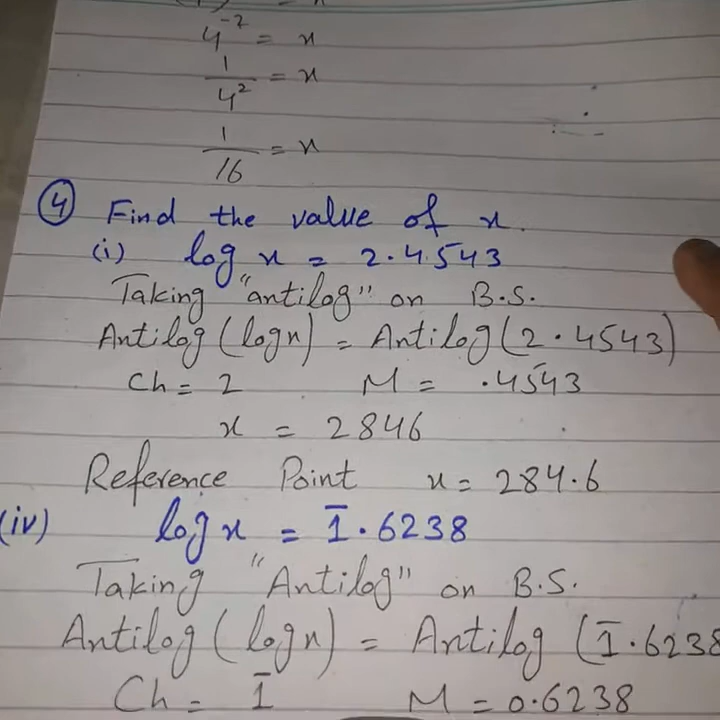 4⁻² = x
1/4² = x
1/16 = x
④ Find the value of x.
(i) log x = 2.4543
Taking "antilog" on B.S.
Antilog (log x) = Antilog (2.4543)
Ch = 2 M = .4543
x = 2846
Reference Point x = 284.6
(iv) log x = 1̄.6238
Taking "Antilog" on B.S.
Antilog (log x) = Antilog (1̄.6238
Ch = 1̄ M = 0.6238